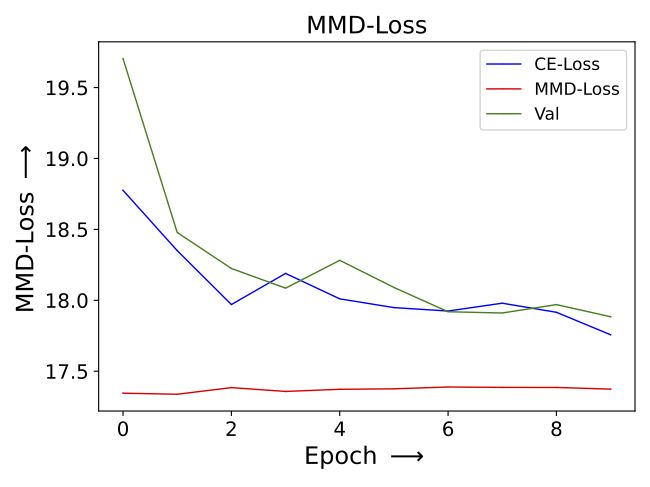 MMD-Loss
CE-Loss
MMD-Loss
Val
MMD-Loss ⟶
19.5
19.0
18.5
18.0
17.5
0 2 4 6 8
Epoch ⟶